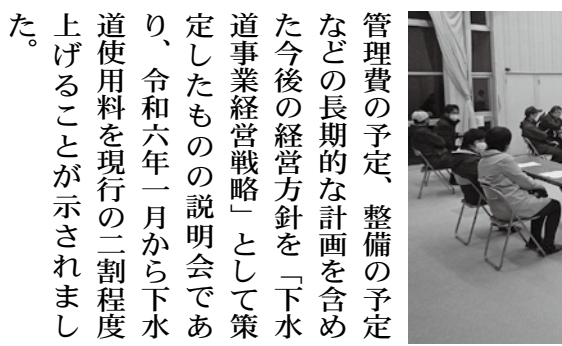 管理費の予定、整備の予定
などの長期的な計画を含め
た今後の経営方針を「下水
道事業経営戦略」として策
定したものの説明会であ
り、令和六年一月から下水
道使用料を現行の二割程度
上げることが示されまし
た。